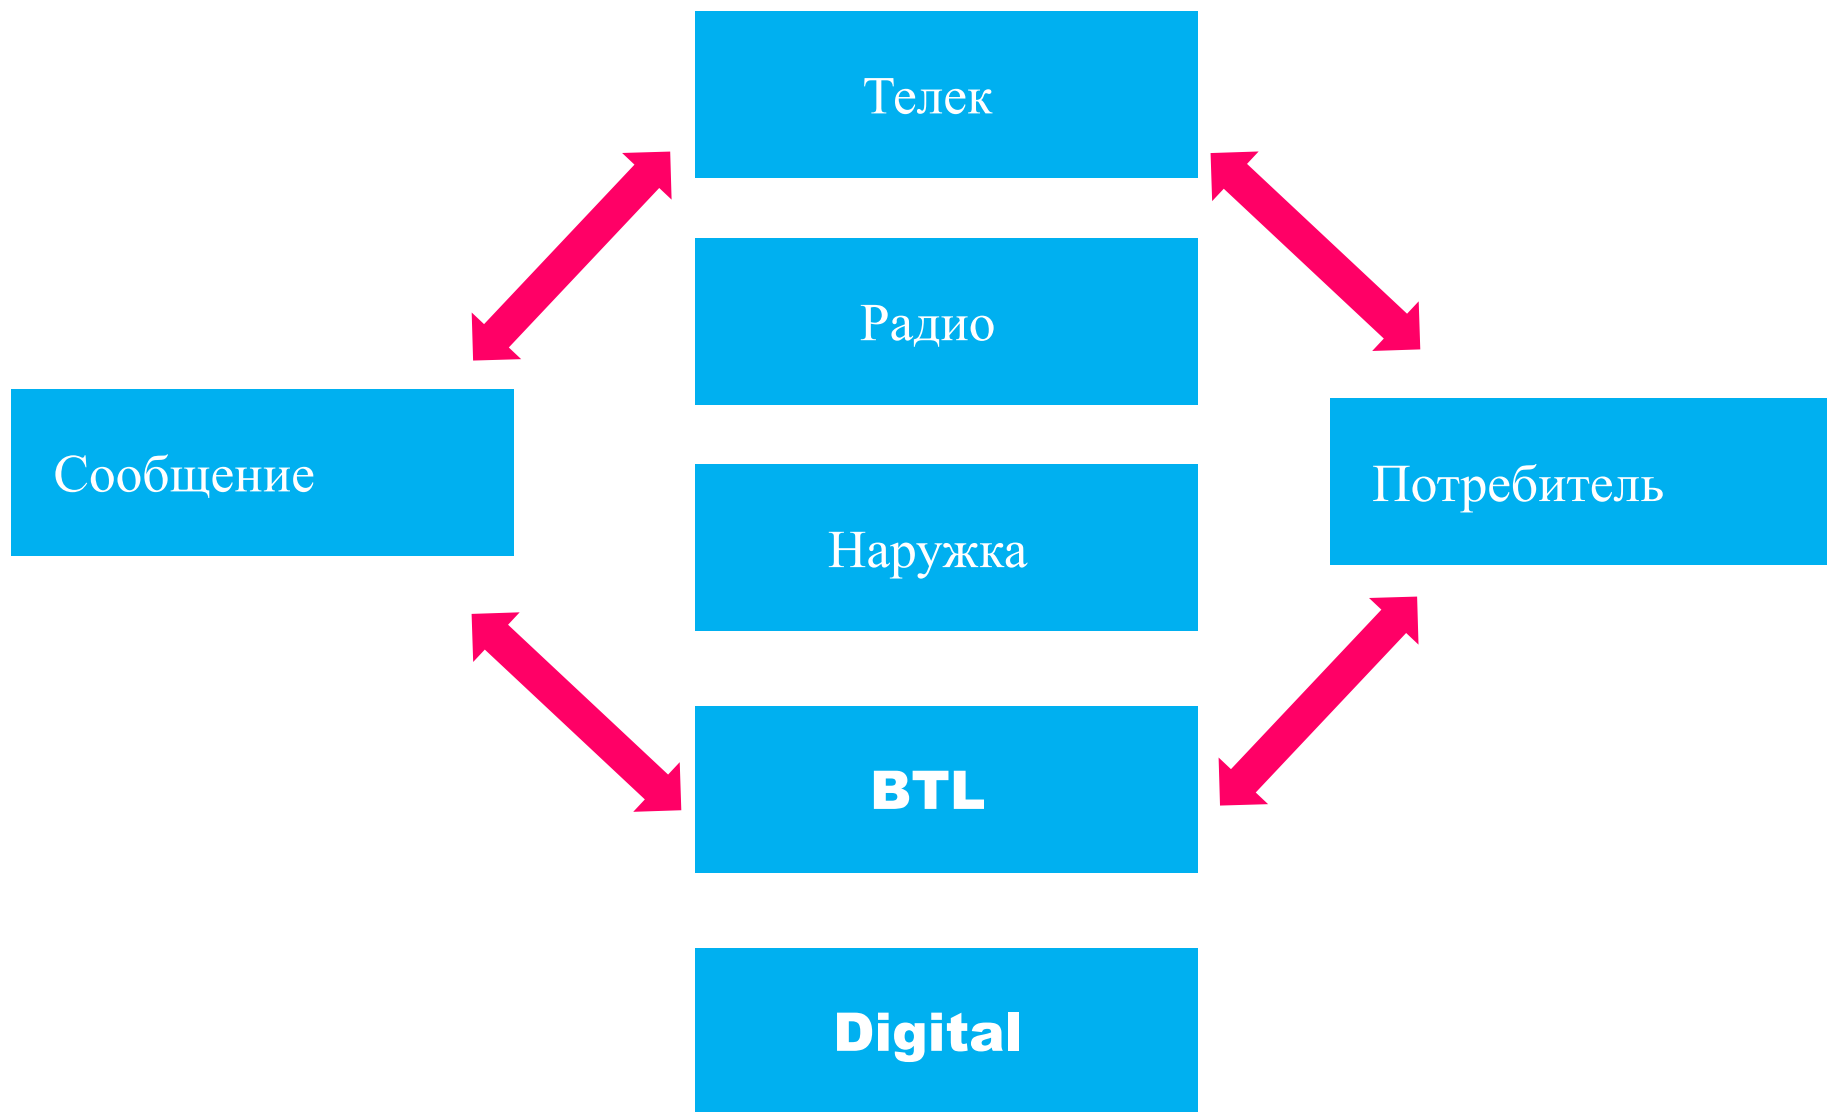 Телек
Радио
Сообщение
Потребитель
Наружка
BTL
Digital